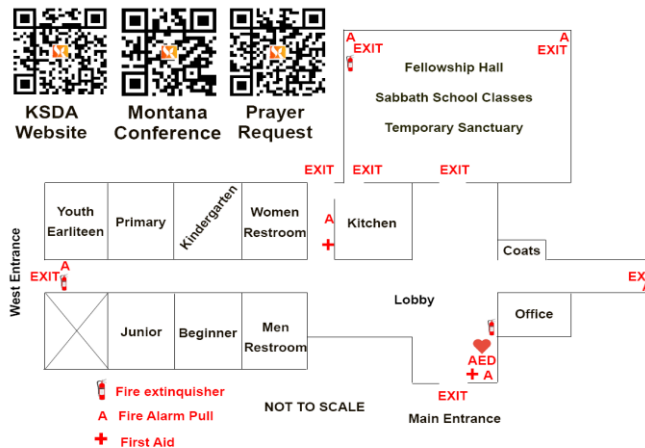 KSDA
Website
Montana
Conference
Prayer
Request
A
EXIT
A
EXIT
Fellowship Hall
Sabbath School Classes
Temporary Sanctuary
EXIT
EXIT
EXIT
Youth
Earliteen
Primary
Kindergarten
Women
Restroom
A
Kitchen
Coats
West Entrance
A
EXIT
Lobby
Office
Junior
Beginner
Men
Restroom
AED
A
EXIT
Main Entrance
Fire extinguisher
A Fire Alarm Pull
First Aid
NOT TO SCALE